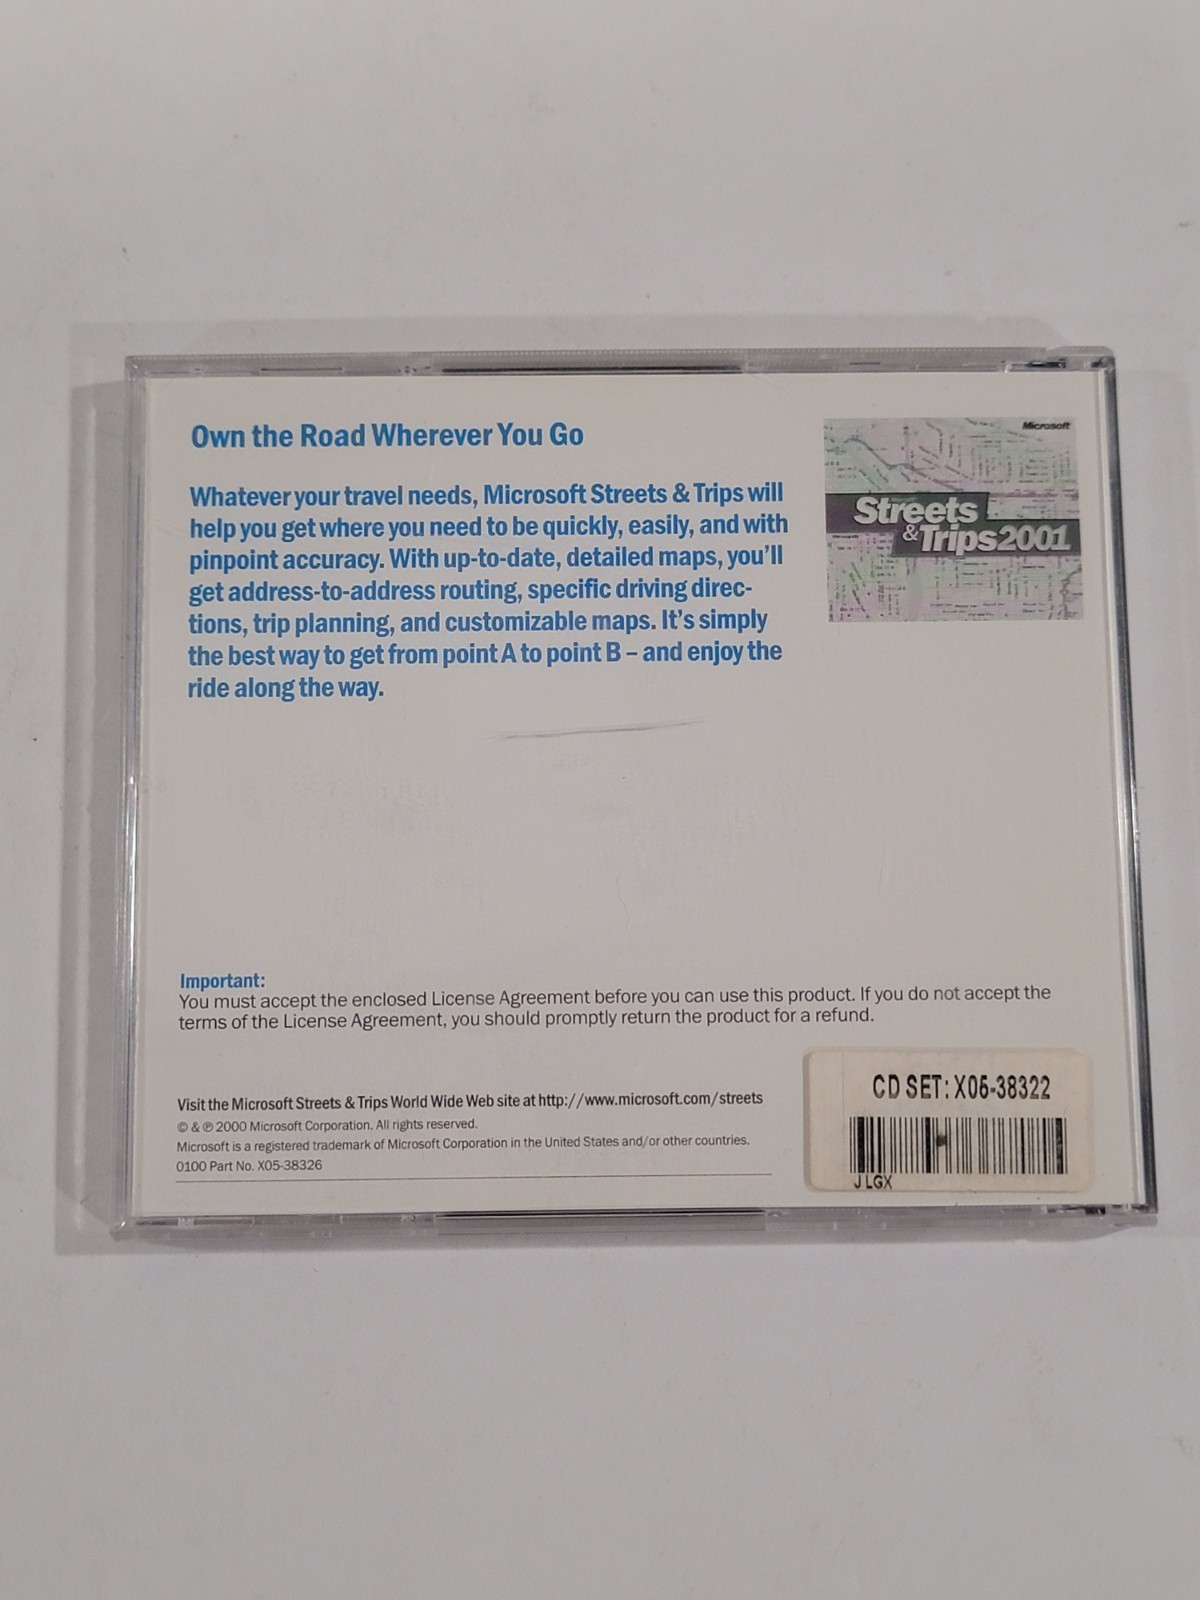 Own the Road Wherever You Go
Whatever your travel needs, Microsoft Streets & Trips will
help you get where you need to be quickly, easily, and with
pinpoint accuracy. With up-to-date, detailed maps, you'll
get address-to-address routing, specific driving direc-
tions, trip planning, and customizable maps. It's simply
the best way to get from point A to point B – and enjoy the
ride along the way.
Microsoft
Streets
&Trips2001
Important:
You must accept the enclosed License Agreement before you can use this product. If you do not accept the
terms of the License Agreement, you should promptly return the product for a refund.
Visit the Microsoft Streets & Trips World Wide Web site at http://www.microsoft.com/streets
© & ℗ 2000 Microsoft Corporation. All rights reserved.
Microsoft is a registered trademark of Microsoft Corporation in the United States and/or other countries.
0100 Part No. X05-38326
CD SET: X05-38322
JLGX